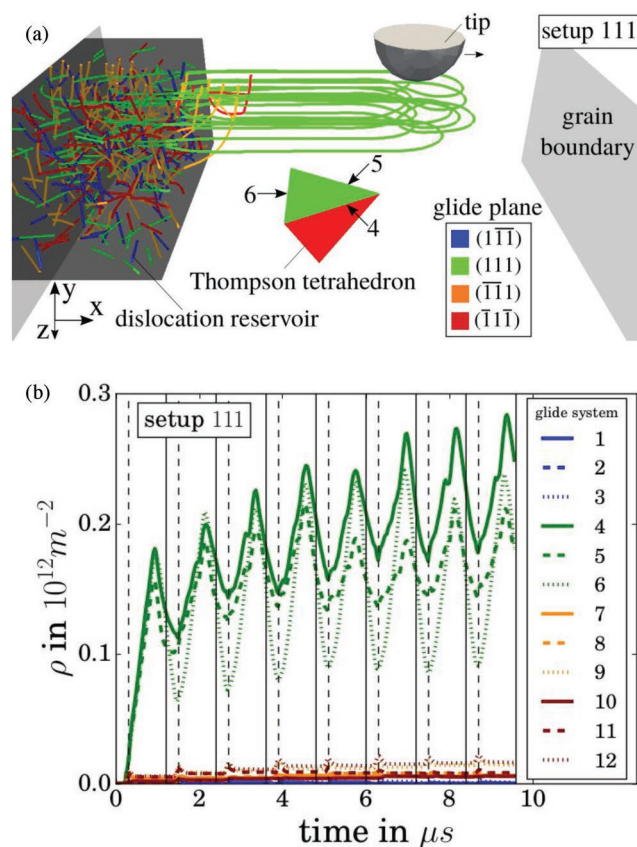 (a)
tip
setup 111
grain
boundary
5
6
4
glide plane
(11̅1̅)
(111)
(1̅1̅1)
(1̅11̅)
Thompson tetrahedron
dislocation reservoir
y
x
z
(b)
setup 111
0.3
0.2
0.1
0.0
ρ in 10¹²m⁻²
0 2 4 6 8 10
time in μs
glide system
1
2
3
4
5
6
7
8
9
10
11
12